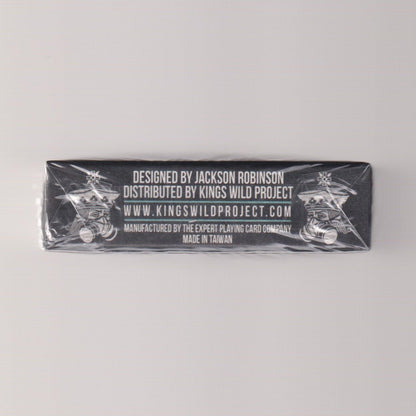 DESIGNED BY JACKSON ROBINSON
DISTRIBUTED BY KINGS WILD PROJECT
WWW.KINGSWILDPROJECT.COM
MANUFACTURED BY THE EXPERT PLAYING CARD COMPANY
MADE IN TAIWAN